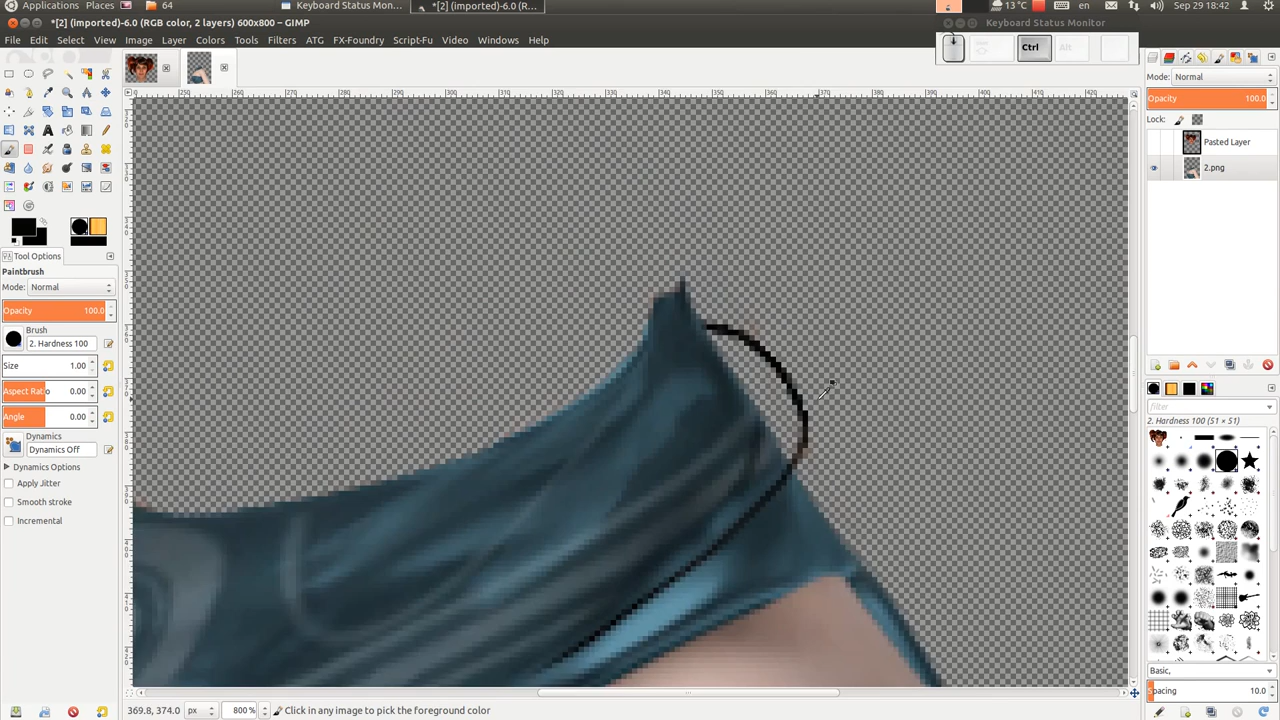 Applications Places 64 Keyboard Status Monit... *[2] (imported)-6.0 (RGB c... 13°C en Sep 29 18:42
*[2] (imported)-6.0 (RGB color, 2 layers) 600x800 – GIMP
Keyboard Status Monitor
File Edit Select View Image Layer Colors Tools Filters ATG FX-Foundry Script-Fu Video Windows Help
Ctrl Alt
Mode: Normal
Opacity 100.0
Lock:
Pasted Layer
2.png
Tool Options
Paintbrush
Mode: Normal
Opacity 100.0
Brush
2. Hardness 100
Size 1.00
Aspect Ratio 0.00
Angle 0.00
Dynamics
Dynamics Off
Dynamics Options
Apply Jitter
Smooth stroke
Incremental
filter
2. Hardness 100 (51 × 51)
Basic,
Spacing 10.0
369.8, 374.0 px 800% Click in any image to pick the foreground color